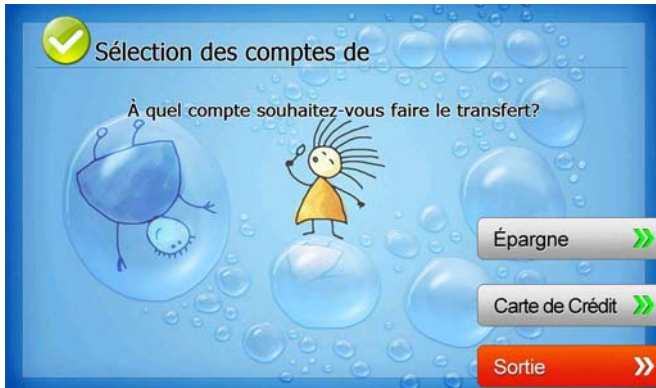 Sélection des comptes de
À quel compte souhaitez-vous faire le transfert?
Épargne
Carte de Crédit
Sortie